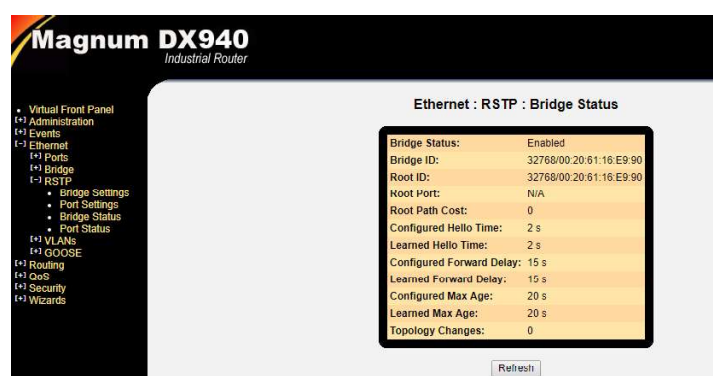 Magnum DX940
Industrial Router
Virtual Front Panel
[+] Administration
[+] Events
[-] Ethernet
[+] Ports
[+] Bridge
[-] RSTP
Bridge Settings
Port Settings
Bridge Status
Port Status
[+] VLANs
[+] GOOSE
[+] Routing
[+] QoS
[+] Security
[+] Wizards
Ethernet : RSTP : Bridge Status
Bridge Status: Enabled
Bridge ID: 32768/00:20:61:16:E9:90
Root ID: 32768/00:20:61:16:E9:90
Root Port: N/A
Root Path Cost: 0
Configured Hello Time: 2 s
Learned Hello Time: 2 s
Configured Forward Delay: 15 s
Learned Forward Delay: 15 s
Configured Max Age: 20 s
Learned Max Age: 20 s
Topology Changes: 0
Refresh